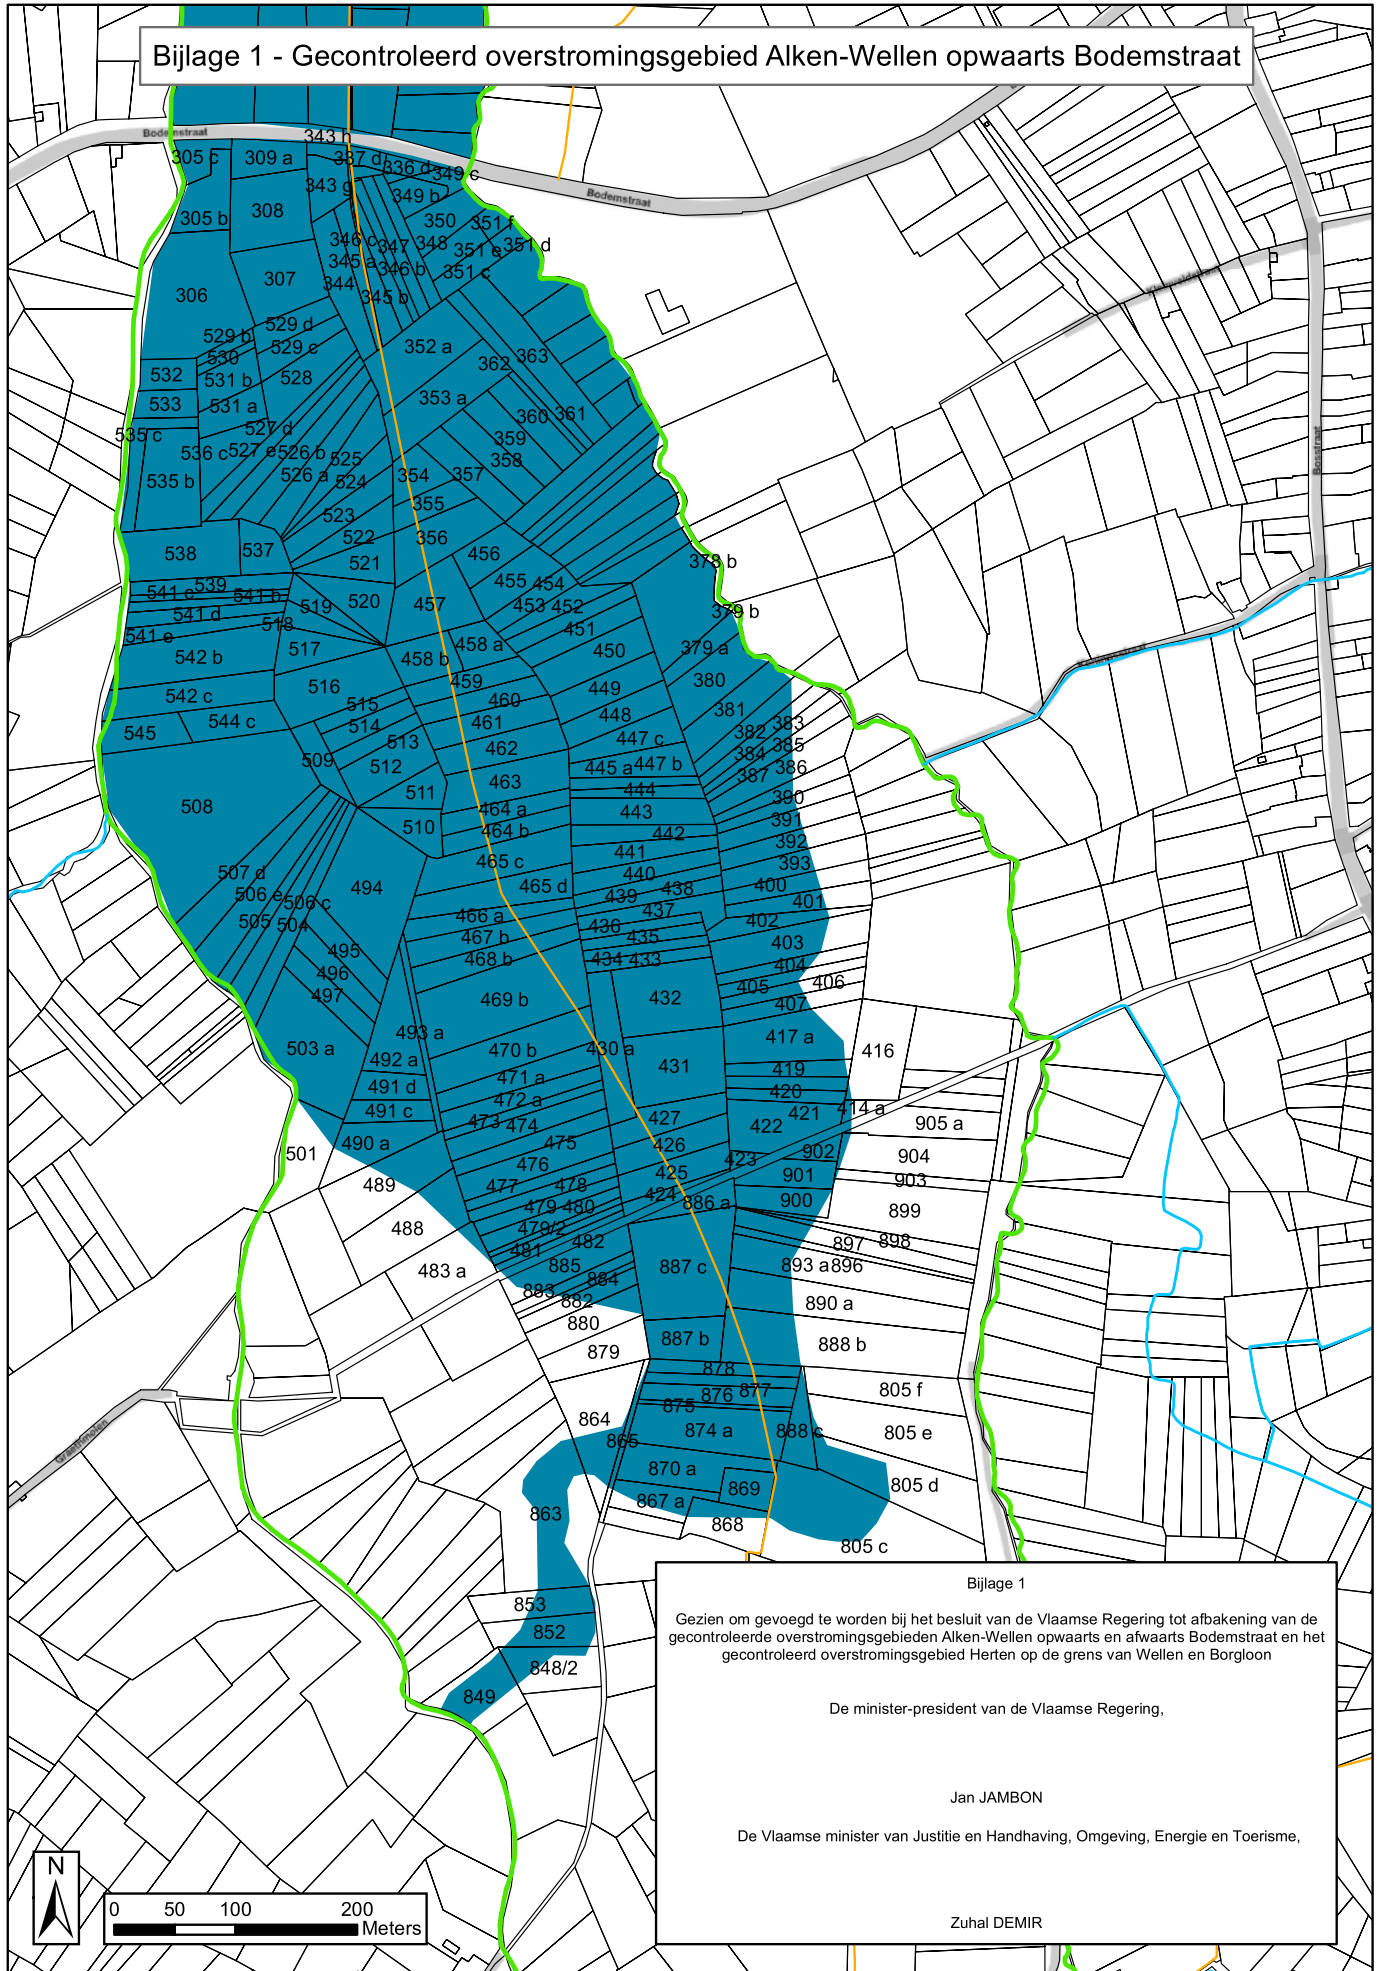 Bijlage 1 - Gecontroleerd overstromingsgebied Alken-Wellen opwaarts Bodemstraat
Bodemstraat
343 h
305 c
309 a
337 d
336 d
349 c
343 g
349 b
Bodemstraat
305 b
308
350
351 f
346 c
347
348
351 e
351 d
345 a
346 b
351 c
307
344
345 b
306
529 d
529 b
529 c
530
352 a
362
363
532
531 b
528
533
531 a
353 a
360
361
535 c
527 d
359
536 c
527 e
526 b
525
358
Bosstraat
535 b
526 a
524
354
357
523
355
522
356
538
537
521
456
378 b
539
455
454
541 c
541 b
519
520
457
453
452
379 b
541 d
518
451
541 e
517
458 a
450
379 a
542 b
458 b
516
459
449
380
542 c
515
460
448
381
545
544 c
514
461
382
383
513
462
447 c
384
385
509
512
445 a
447 b
387
386
511
463
444
390
508
464 a
443
391
510
464 b
442
392
465 c
441
393
507 d
494
440
400
506 e
506 c
465 d
439
438
401
505
504
466 a
437
402
467 b
436
435
403
495
468 b
434
433
404
496
405
406
497
469 b
432
407
493 a
417 a
503 a
470 b
430 a
416
492 a
431
419
491 d
471 a
420
491 c
472 a
421
414 a
473
474
427
422
905 a
490 a
475
426
902
501
476
425
423
904
489
477
478
901
903
479
480
424
886 a
900
899
488
479/2
482
897
898
481
483 a
885
887 c
893 a
896
884
883
882
890 a
880
887 b
888 b
879
878
876
877
805 f
875
864
874 a
888 c
805 e
865
Graethmolen
870 a
869
805 d
867 a
863
868
805 c
853
852
848/2
849
Bijlage 1
Gezien om gevoegd te worden bij het besluit van de Vlaamse Regering tot afbakening van de
gecontroleerde overstromingsgebieden Alken-Wellen opwaarts en afwaarts Bodemstraat en het
gecontroleerd overstromingsgebied Herten op de grens van Wellen en Borgloon
De minister-president van de Vlaamse Regering,
Jan JAMBON
De Vlaamse minister van Justitie en Handhaving, Omgeving, Energie en Toerisme,
Zuhal DEMIR
N
0 50 100 200
Meters